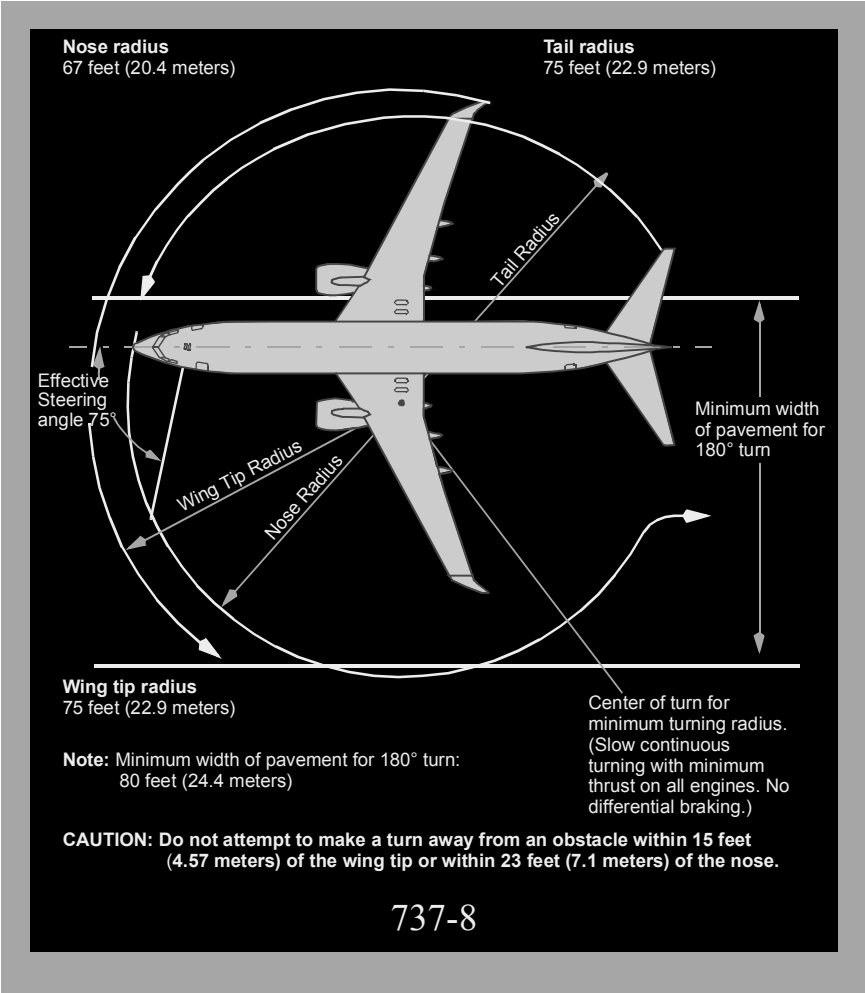 Nose radius
67 feet (20.4 meters)
Tail radius
75 feet (22.9 meters)
Tail Radius
Effective
Steering
angle 75°
Minimum width
of pavement for
180° turn
Wing Tip Radius
Nose Radius
Wing tip radius
75 feet (22.9 meters)
Center of turn for
minimum turning radius.
(Slow continuous
turning with minimum
thrust on all engines. No
differential braking.)
Note: Minimum width of pavement for 180° turn:
80 feet (24.4 meters)
CAUTION: Do not attempt to make a turn away from an obstacle within 15 feet
(4.57 meters) of the wing tip or within 23 feet (7.1 meters) of the nose.
737-8